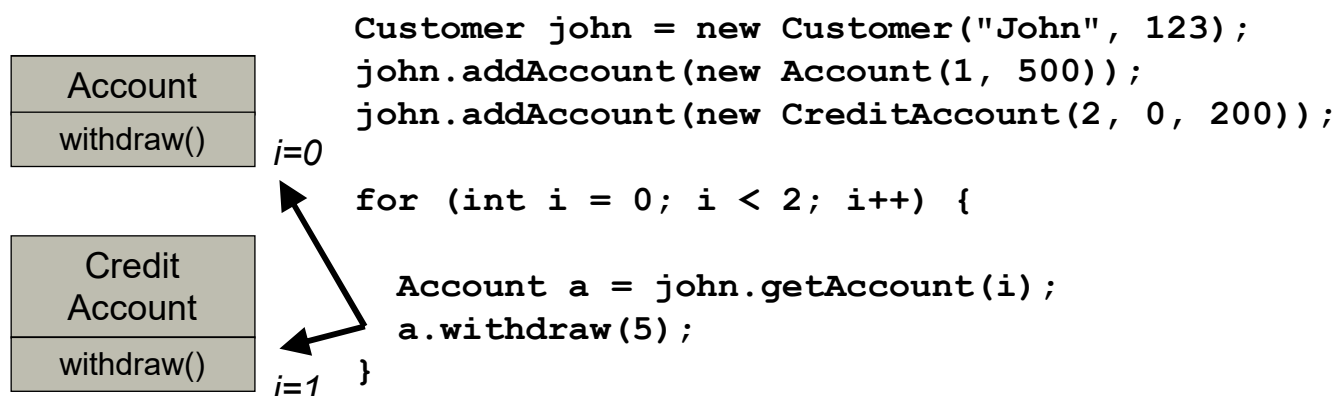 Customer john = new Customer("John", 123);
john.addAccount(new Account(1, 500));
john.addAccount(new CreditAccount(2, 0, 200));
Account
withdraw()
i=0
for (int i = 0; i < 2; i++) {
Credit
Account
withdraw()
i=1
Account a = john.getAccount(i);
a.withdraw(5);
}